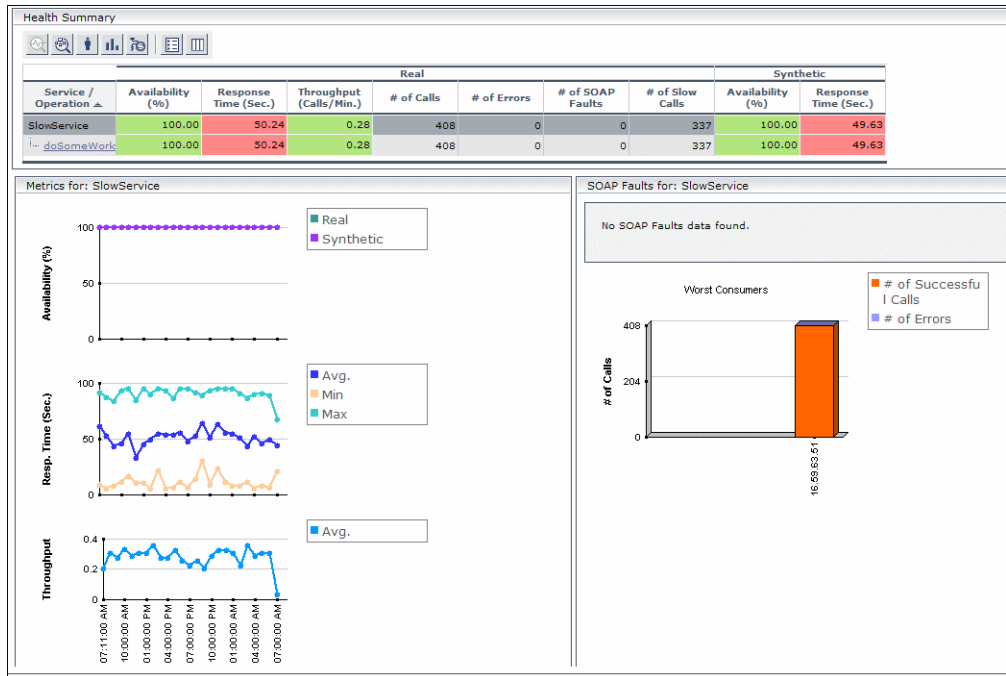 Health Summary
Real
Synthetic
Service / Operation
Availability (%)
Response Time (Sec.)
Throughput (Calls/Min.)
# of Calls
# of Errors
# of SOAP Faults
# of Slow Calls
Availability (%)
Response Time (Sec.)
SlowService 100.00 50.24 0.28 408 0 0 337 100.00 49.63
doSomeWork 100.00 50.24 0.28 408 0 0 337 100.00 49.63
Metrics for: SlowService
Availability (%)
100
50
0
Real
Synthetic
Resp. Time (Sec.)
100
50
0
Avg.
Min
Max
Throughput
0.4
0.2
0
Avg.
07:11:00 AM
10:00:00 AM
01:00:00 PM
04:00:00 PM
07:00:00 PM
10:00:00 PM
01:00:00 AM
04:00:00 AM
07:00:00 AM
SOAP Faults for: SlowService
No SOAP Faults data found.
Worst Consumers
# of Calls
408
204
0
16.59.63.51
# of Successfu
l Calls
# of Errors